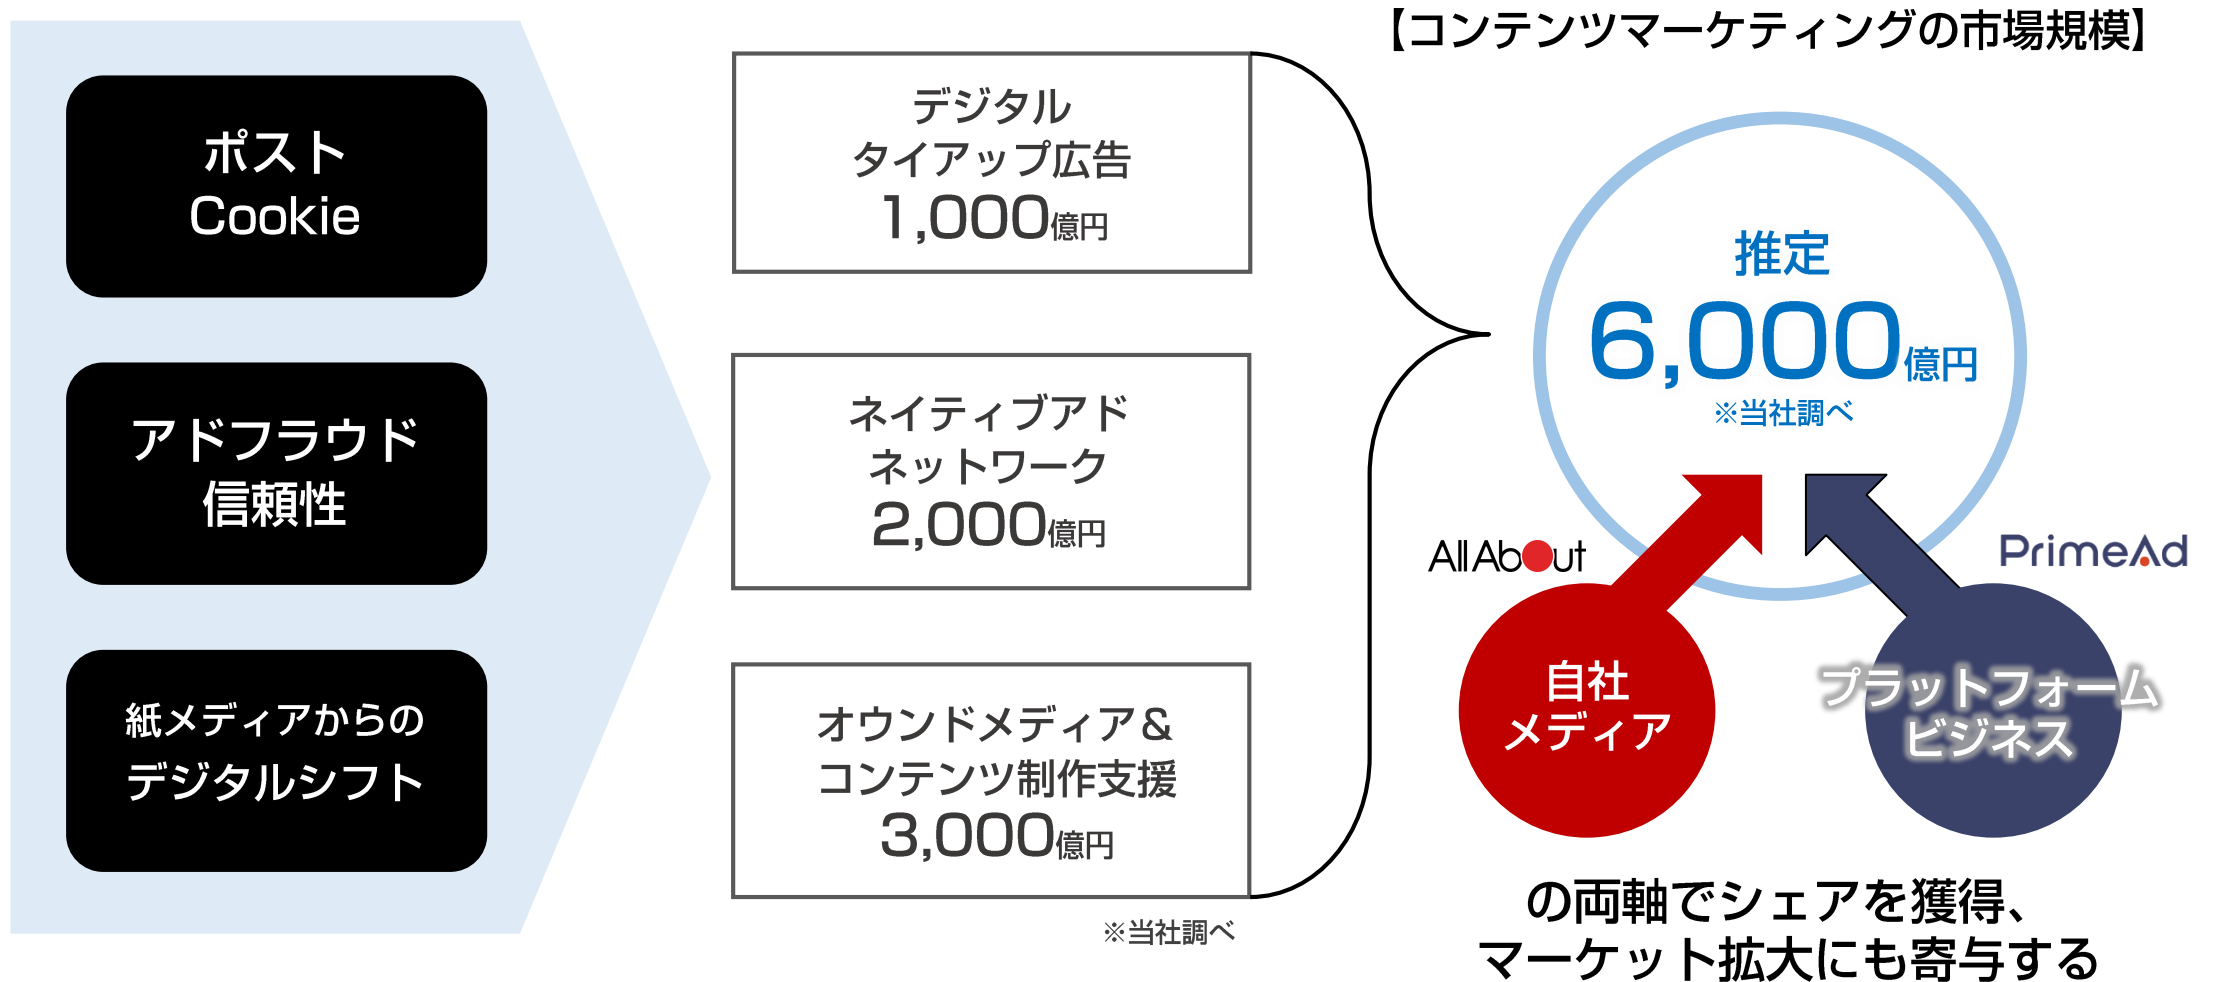 ポスト
Cookie
アドフラウド
信頼性
紙メディアからの
デジタルシフト
デジタル
タイアップ広告
1,000億円
ネイティブアド
ネットワーク
2,000億円
オウンドメディア＆
コンテンツ制作支援
3,000億円
※当社調べ
【コンテンツマーケティングの市場規模】
推定
6,000億円
※当社調べ
AllAbout
PrimeAd
自社
メディア
プラットフォーム
ビジネス
の両軸でシェアを獲得、
マーケット拡大にも寄与する